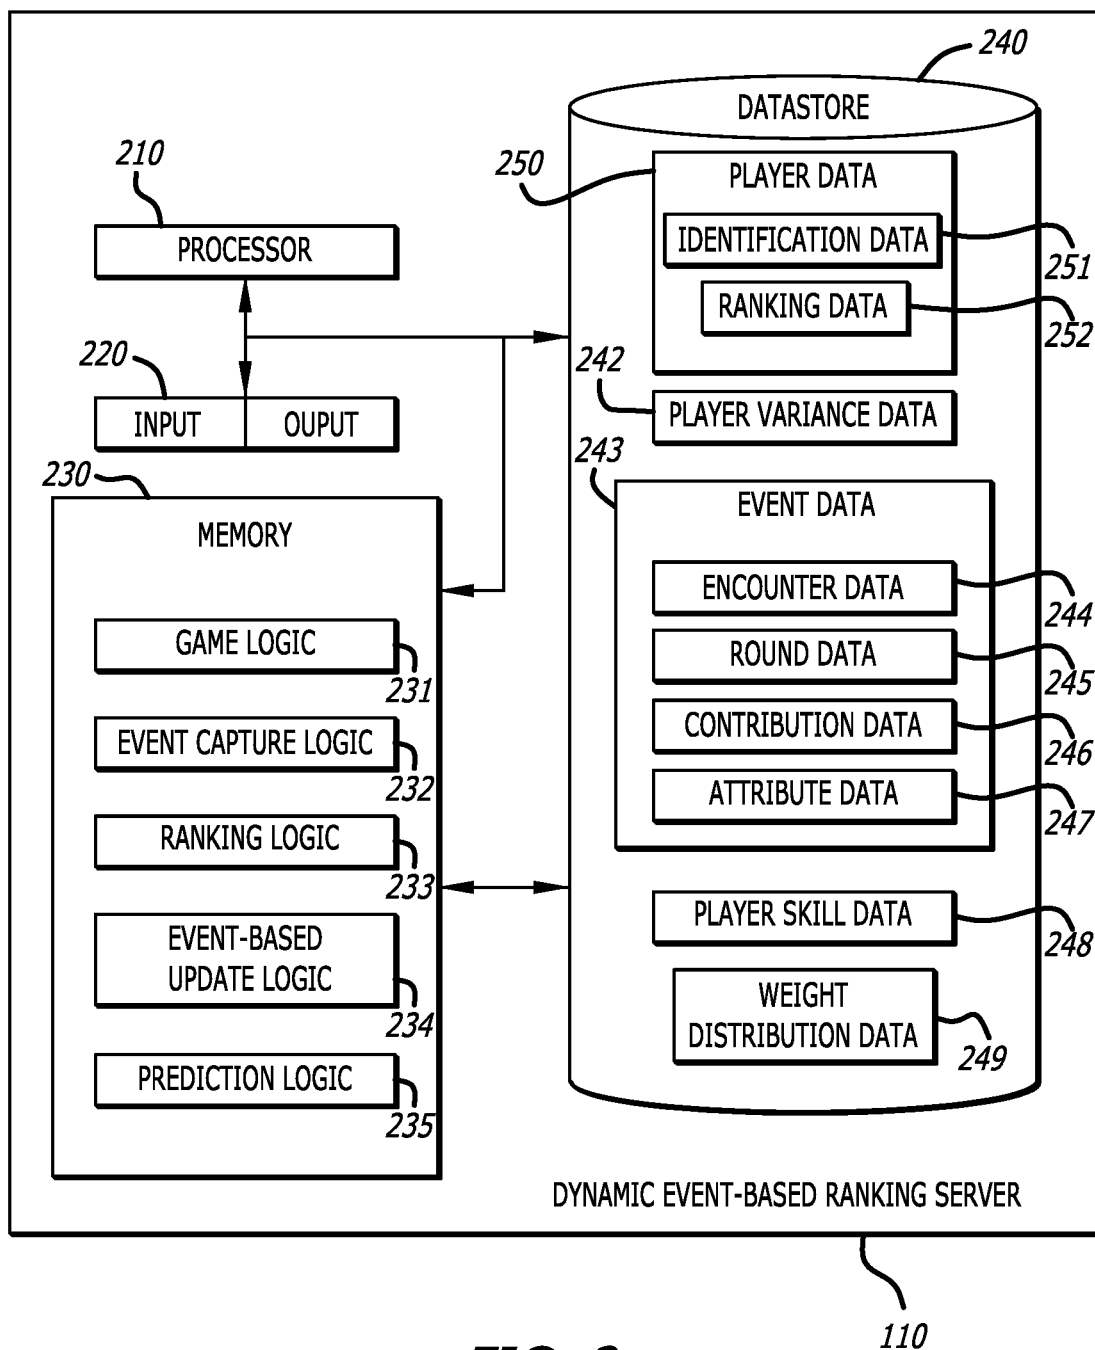 240
DATASTORE
210
250
PLAYER DATA
PROCESSOR
IDENTIFICATION DATA
251
RANKING DATA
252
220
242
INPUT
OUPUT
PLAYER VARIANCE DATA
230
243
MEMORY
EVENT DATA
ENCOUNTER DATA
244
GAME LOGIC
231
ROUND DATA
245
EVENT CAPTURE LOGIC
232
CONTRIBUTION DATA
246
ATTRIBUTE DATA
247
RANKING LOGIC
233
PLAYER SKILL DATA
248
EVENT-BASED
UPDATE LOGIC
234
WEIGHT
DISTRIBUTION DATA
249
PREDICTION LOGIC
235
DYNAMIC EVENT-BASED RANKING SERVER
110